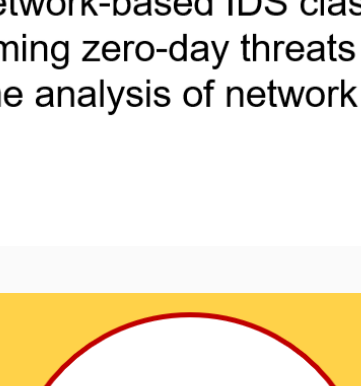 etwork-based IDS clas
ming zero-day threats
e analysis of network